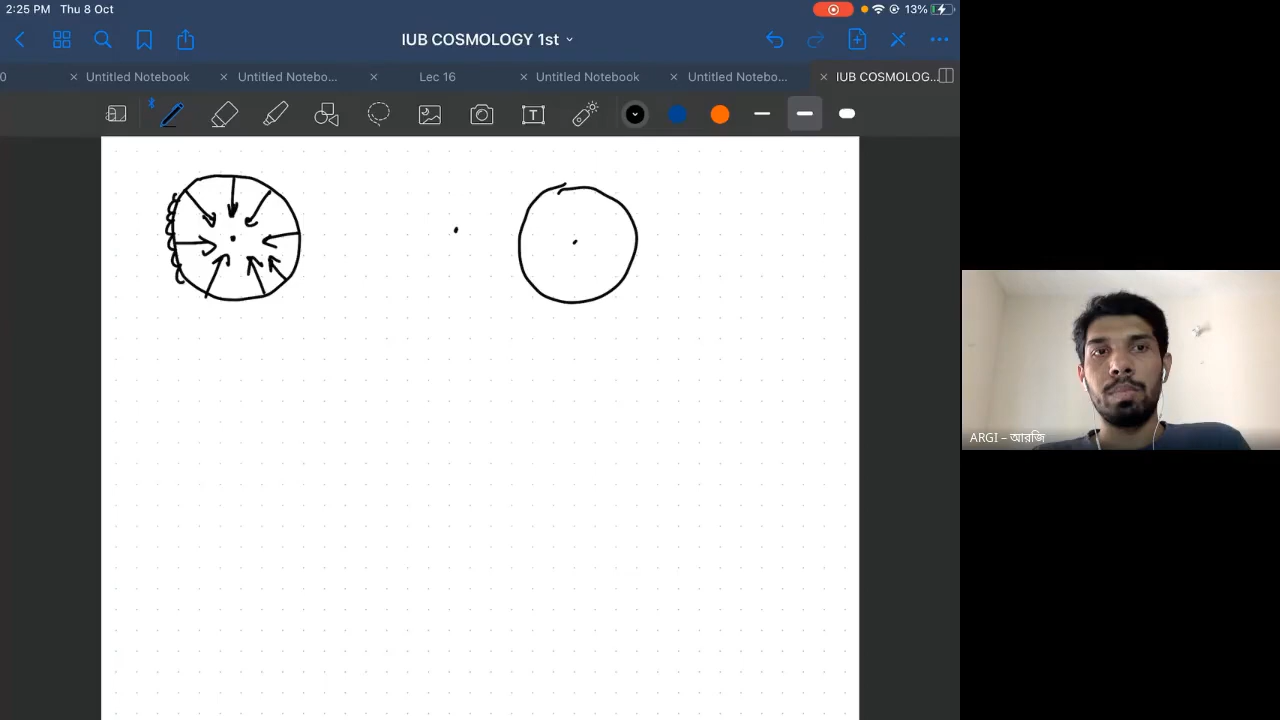 2:25 PM Thu 8 Oct
13%
IUB COSMOLOGY 1st
0
Untitled Notebook
Untitled Notebo...
Lec 16
Untitled Notebook
Untitled Notebo...
IUB COSMOLOG...
T
ARGI – আরজি